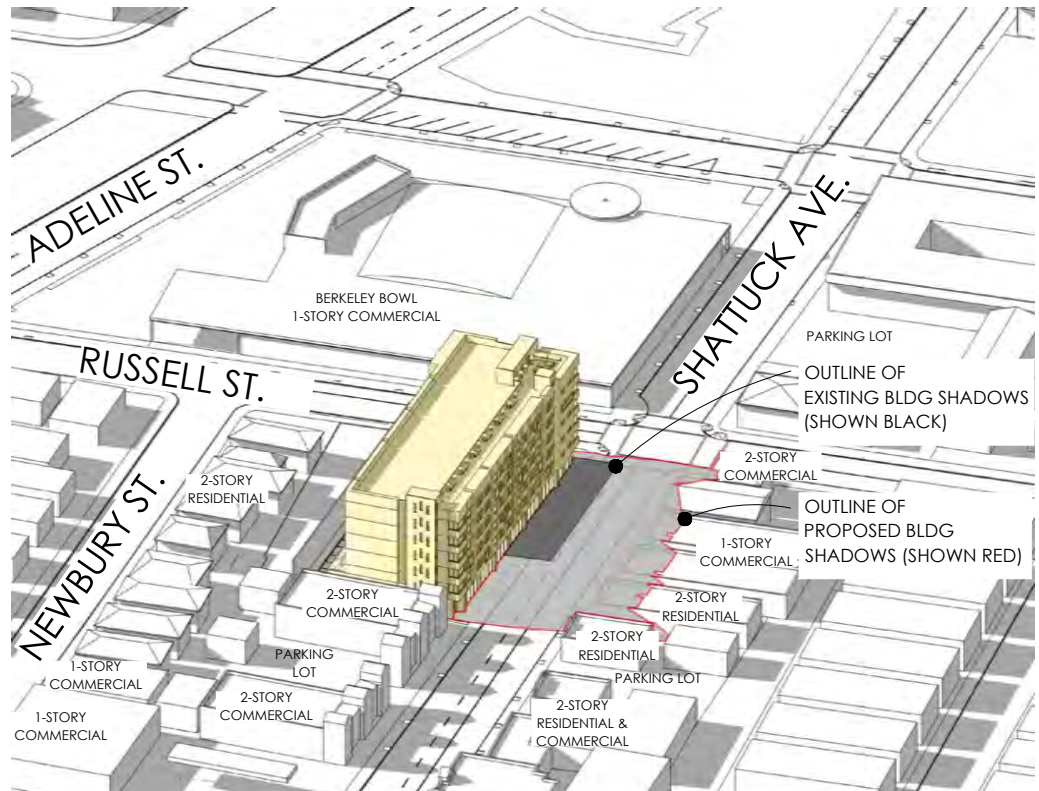 ADELINE ST.
BERKELEY BOWL
1-STORY COMMERCIAL
SHATTUCK AVE.
PARKING LOT
RUSSELL ST.
OUTLINE OF
EXISTING BLDG SHADOWS
(SHOWN BLACK)
2-STORY
COMMERCIAL
2-STORY
RESIDENTIAL
NEWBURY ST.
OUTLINE OF
PROPOSED BLDG
SHADOWS (SHOWN RED)
1-STORY
COMMERCIAL
2-STORY
COMMERCIAL
2-STORY
RESIDENTIAL
2-STORY
RESIDENTIAL
PARKING
LOT
PARKING LOT
1-STORY
COMMERCIAL
2-STORY
COMMERCIAL
2-STORY
RESIDENTIAL &
COMMERCIAL
1-STORY
COMMERCIAL